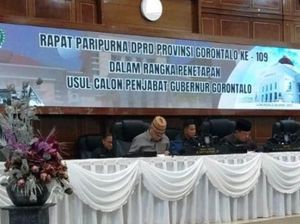 RAPAT PARIPURNA DPRD PROVINSI GORONTALO KE - 109
DALAM RANGKA PENETAPAN
USUL CALON PENJABAT GUBERNUR GORONTALO